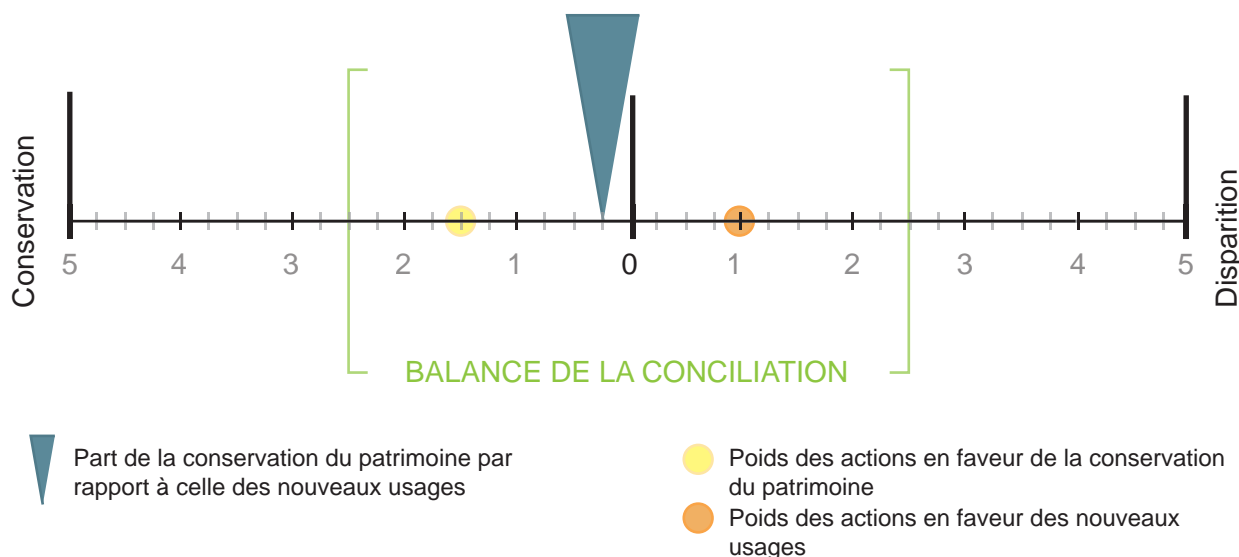 Conservation
Disparition
5 4 3 2 1 0 1 2 3 4 5
BALANCE DE LA CONCILIATION
Part de la conservation du patrimoine par
rapport à celle des nouveaux usages
Poids des actions en faveur de la conservation
du patrimoine
Poids des actions en faveur des nouveaux
usages